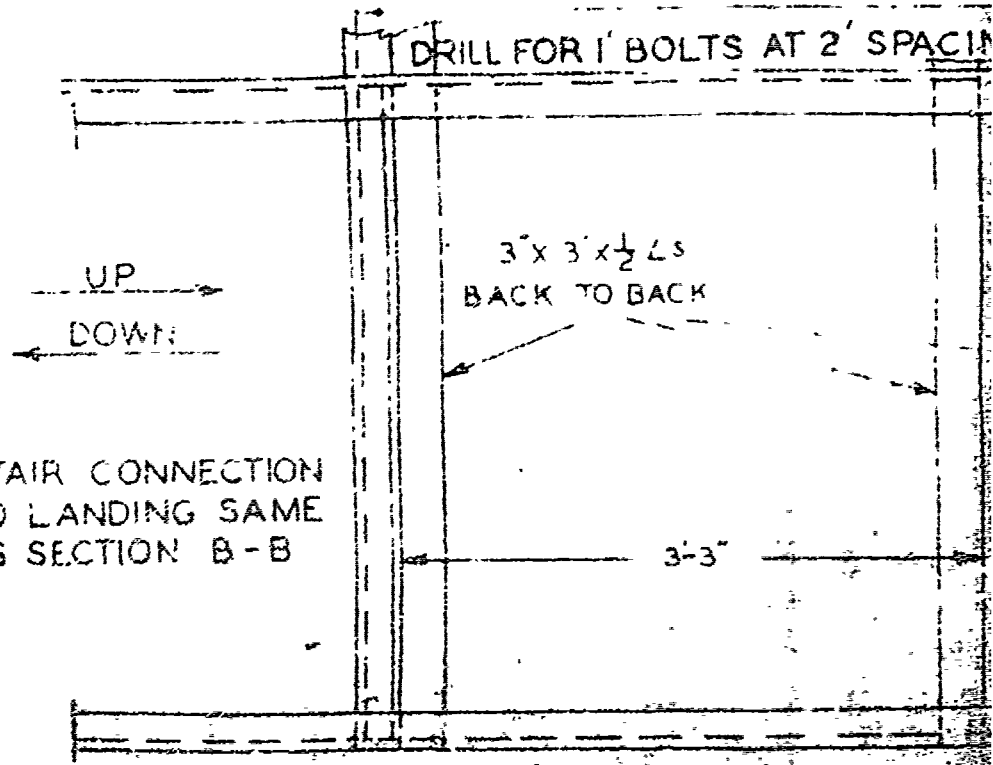 DRILL FOR 1' BOLTS AT 2' SPACIN
3" x 3' x 1/2 ∠s
BACK TO BACK
UP
DOWN
TAIR CONNECTION
O LANDING SAME
S SECTION B-B
3'-3"